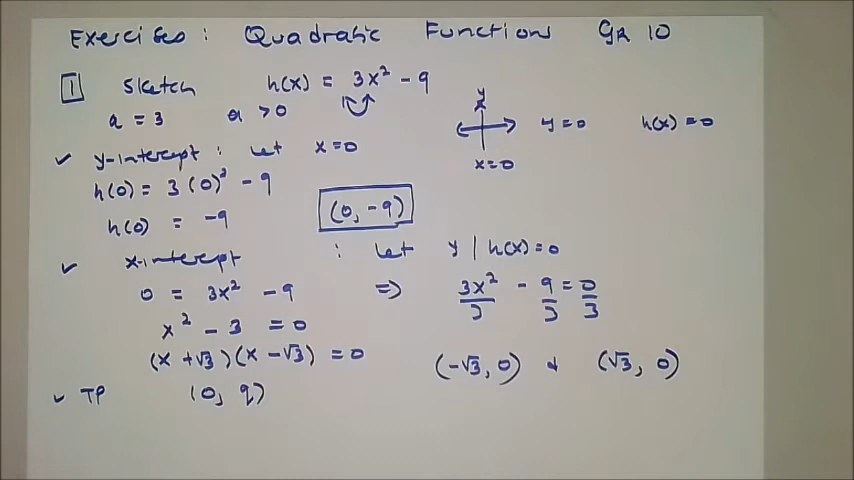 Exercises : Quadratic Functions GR 10
1 Sketch h(x) = 3x² - 9
a = 3 a > 0
y
y = 0 h(x) = 0
x = 0
✓ y-intercept : Let x = 0
h(0) = 3(0)² - 9
h(0) = -9 (0, -9)
✓ x-intercept : Let y | h(x) = 0
0 = 3x² - 9 => 3x²/3 - 9/3 = 0/3
x² - 3 = 0
(x + √3)(x - √3) = 0 (-√3, 0) & (√3, 0)
✓ TP (0, q)